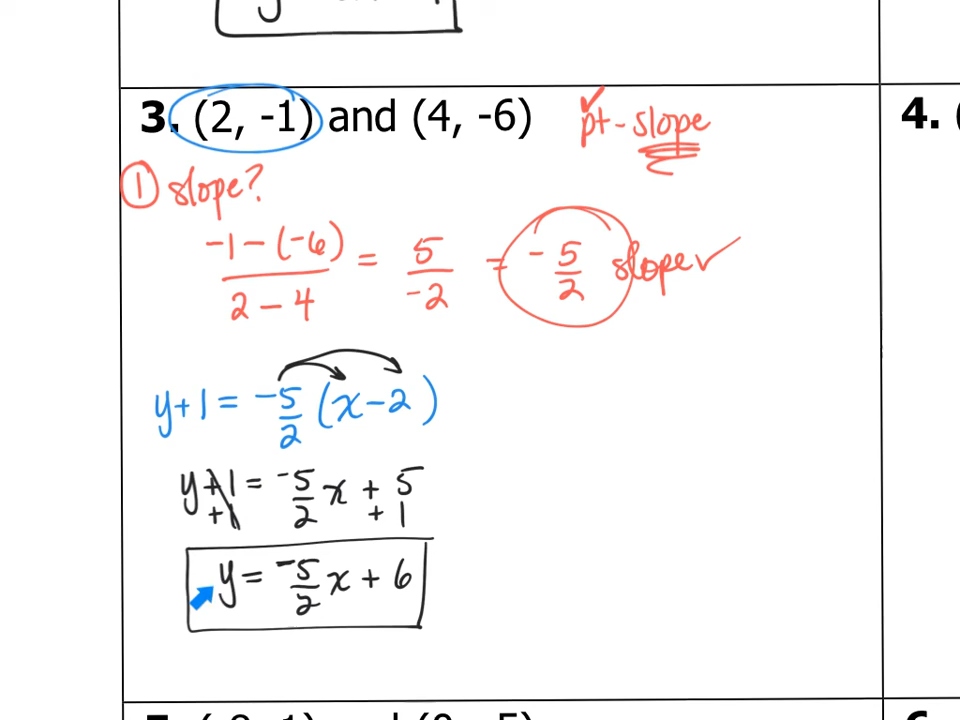 3. (2, -1) and (4, -6) pt - slope
4. (
① slope?
-1 - (-6) / 2 - 4 = 5 / -2 = - 5/2 slope ✓
y + 1 = -5/2 (x - 2)
y + 1 = -5/2 x + 5
+1 + 1
y = -5/2 x + 6